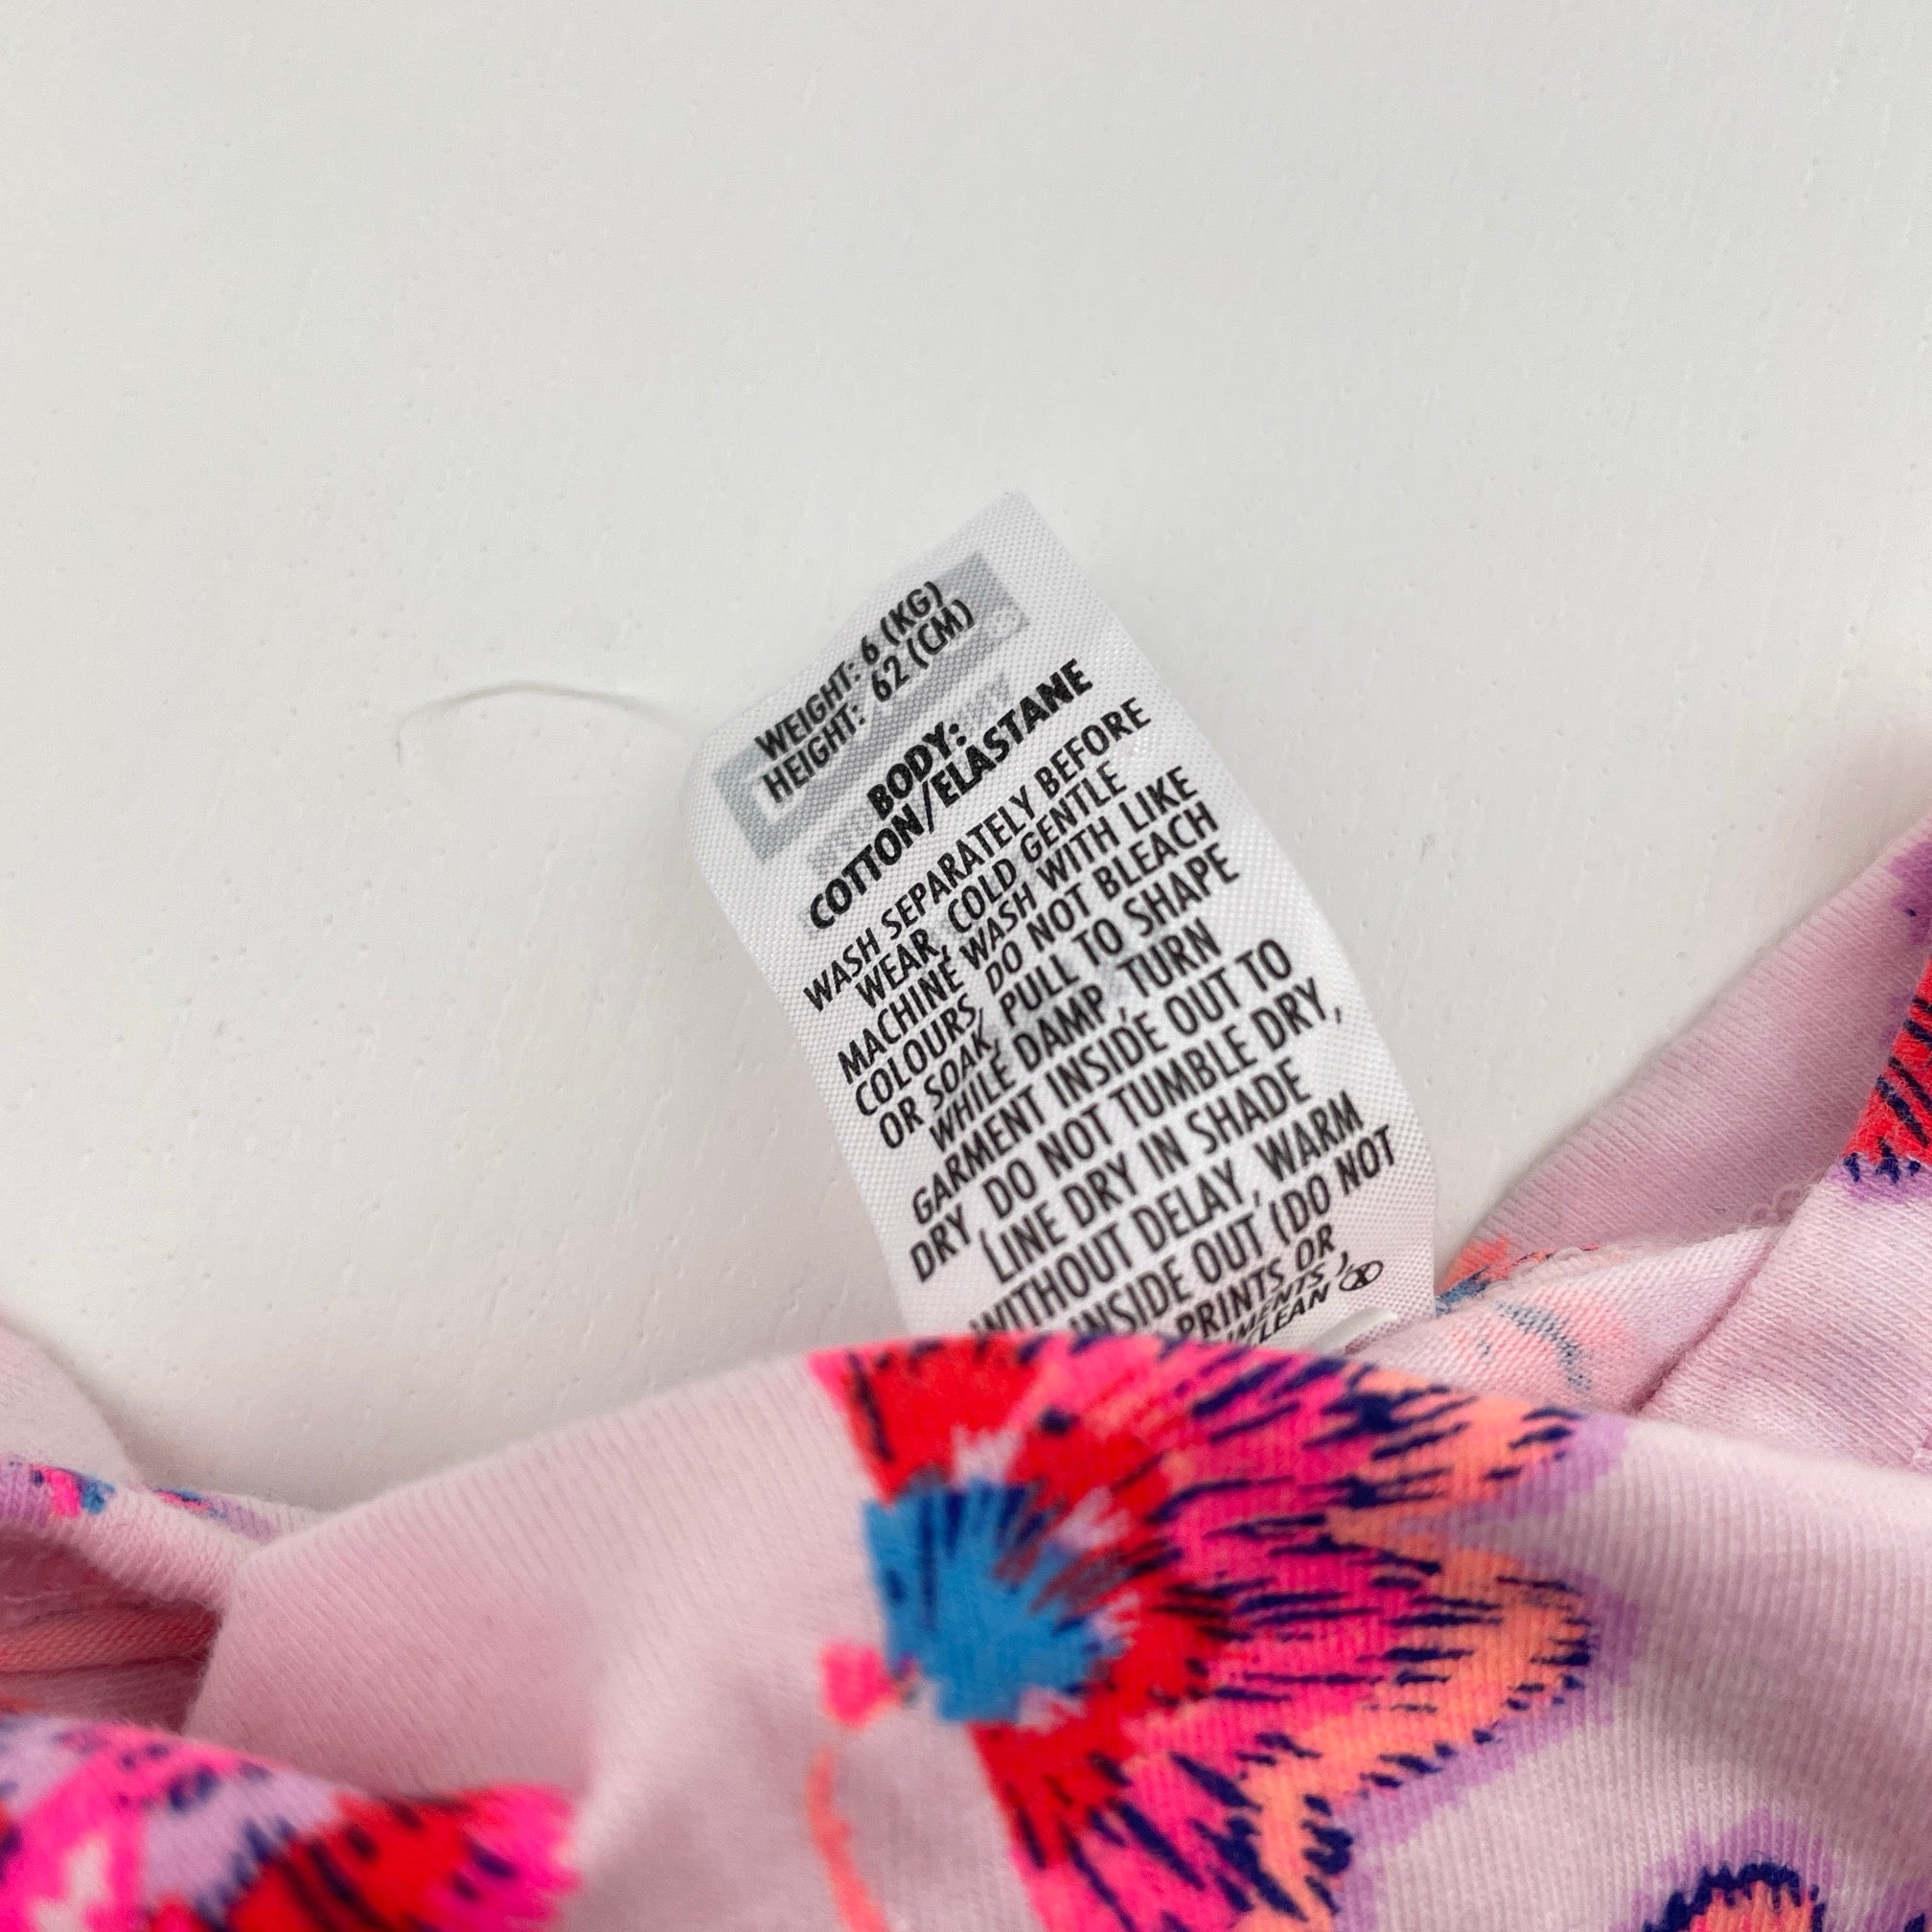 WEIGHT: 6 (KG)
HEIGHT: 62 (CM)
BODY:
COTTON/ELASTANE
WASH SEPARATELY BEFORE
WEAR, COLD GENTLE
MACHINE WASH WITH LIKE
COLOURS, DO NOT BLEACH
OR SOAK, PULL TO SHAPE
WHILE DAMP, TURN
GARMENT INSIDE OUT TO
DRY, DO NOT TUMBLE DRY,
LINE DRY IN SHADE
WITHOUT DELAY, WARM
INSIDE OUT (DO NOT
PRINTS OR
CLEAN